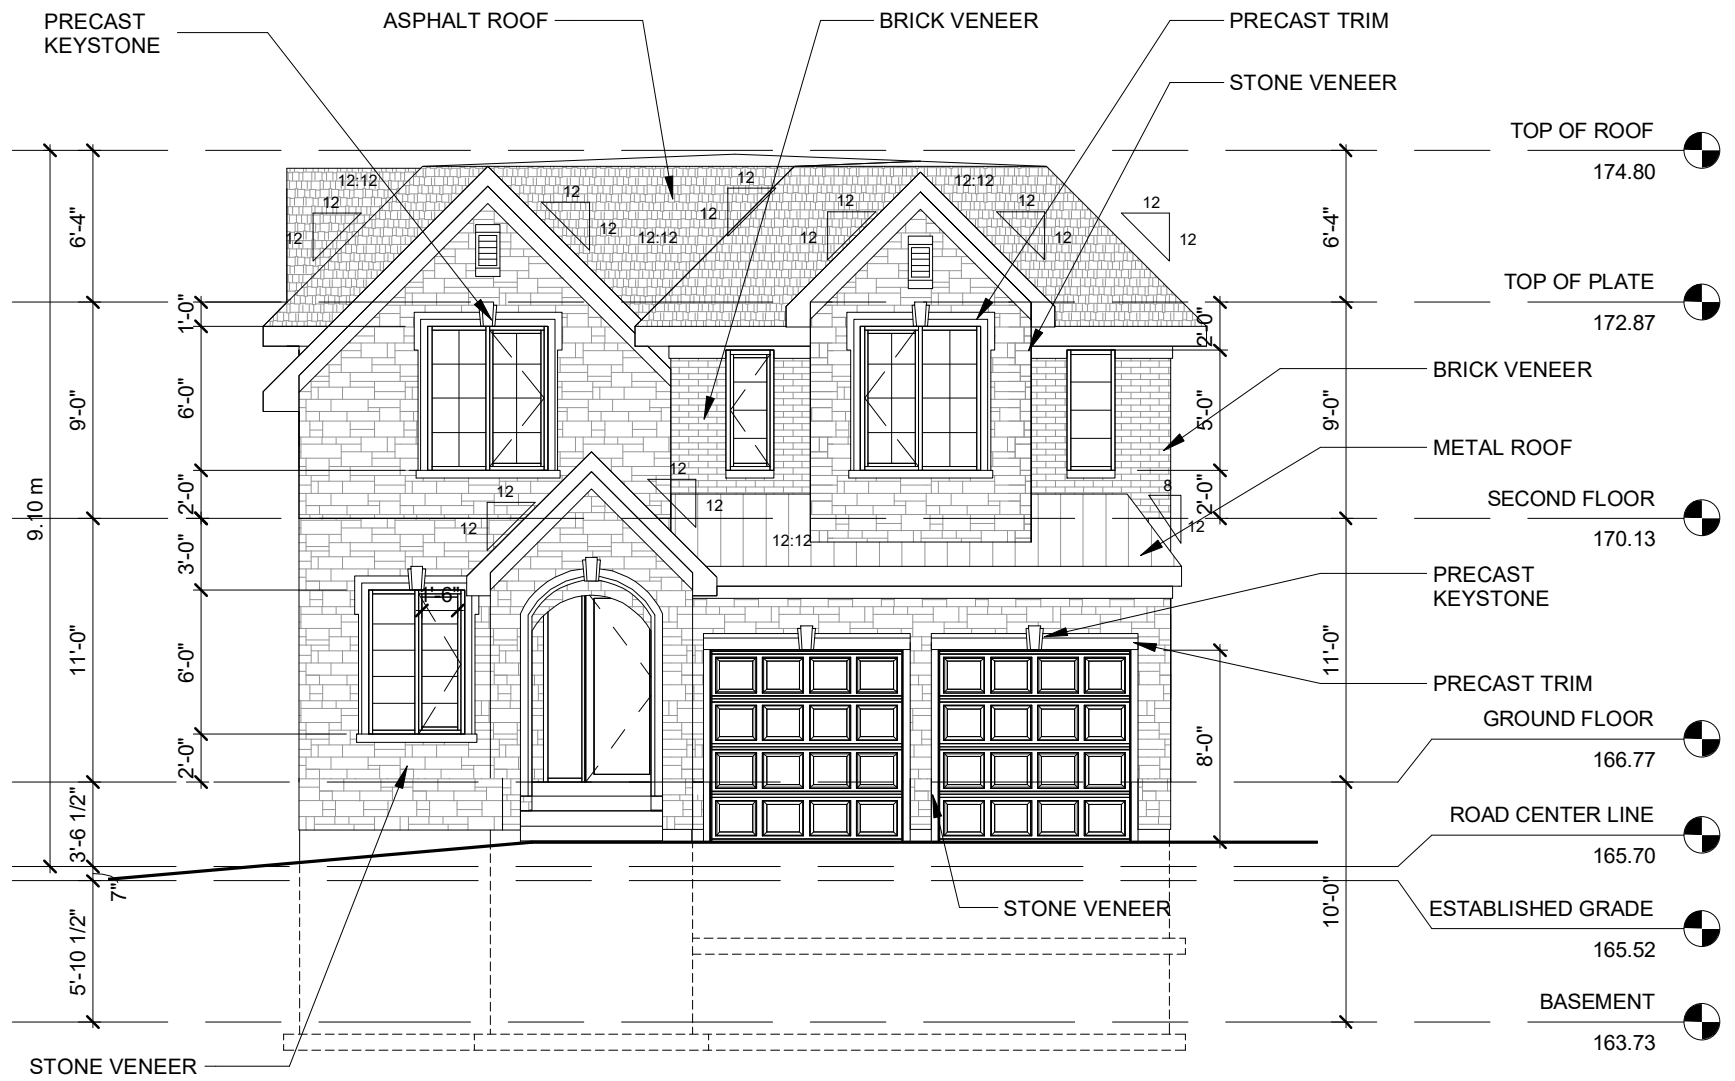 PRECAST
KEYSTONE
ASPHALT ROOF
BRICK VENEER
PRECAST TRIM
STONE VENEER
TOP OF ROOF
174.80
12:12
12
12
12
12
12
12
12:12
12
12
12:12
12
12
12
12
6'-4"
6'-4"
TOP OF PLATE
172.87
1'-0"
2'-0"
BRICK VENEER
9'-0"
6'-0"
5'-0"
9'-0"
METAL ROOF
12
12
8
12
12
12
12:12
2'-0"
2'-0"
SECOND FLOOR
170.13
9.10 m
3'-0"
PRECAST
KEYSTONE
1'-6"
11'-0"
6'-0"
11'-0"
PRECAST TRIM
GROUND FLOOR
166.77
2'-0"
8'-0"
3'-6 1/2"
ROAD CENTER LINE
165.70
7"
STONE VENEER
10'-0"
ESTABLISHED GRADE
165.52
5'-10 1/2"
BASEMENT
163.73
STONE VENEER